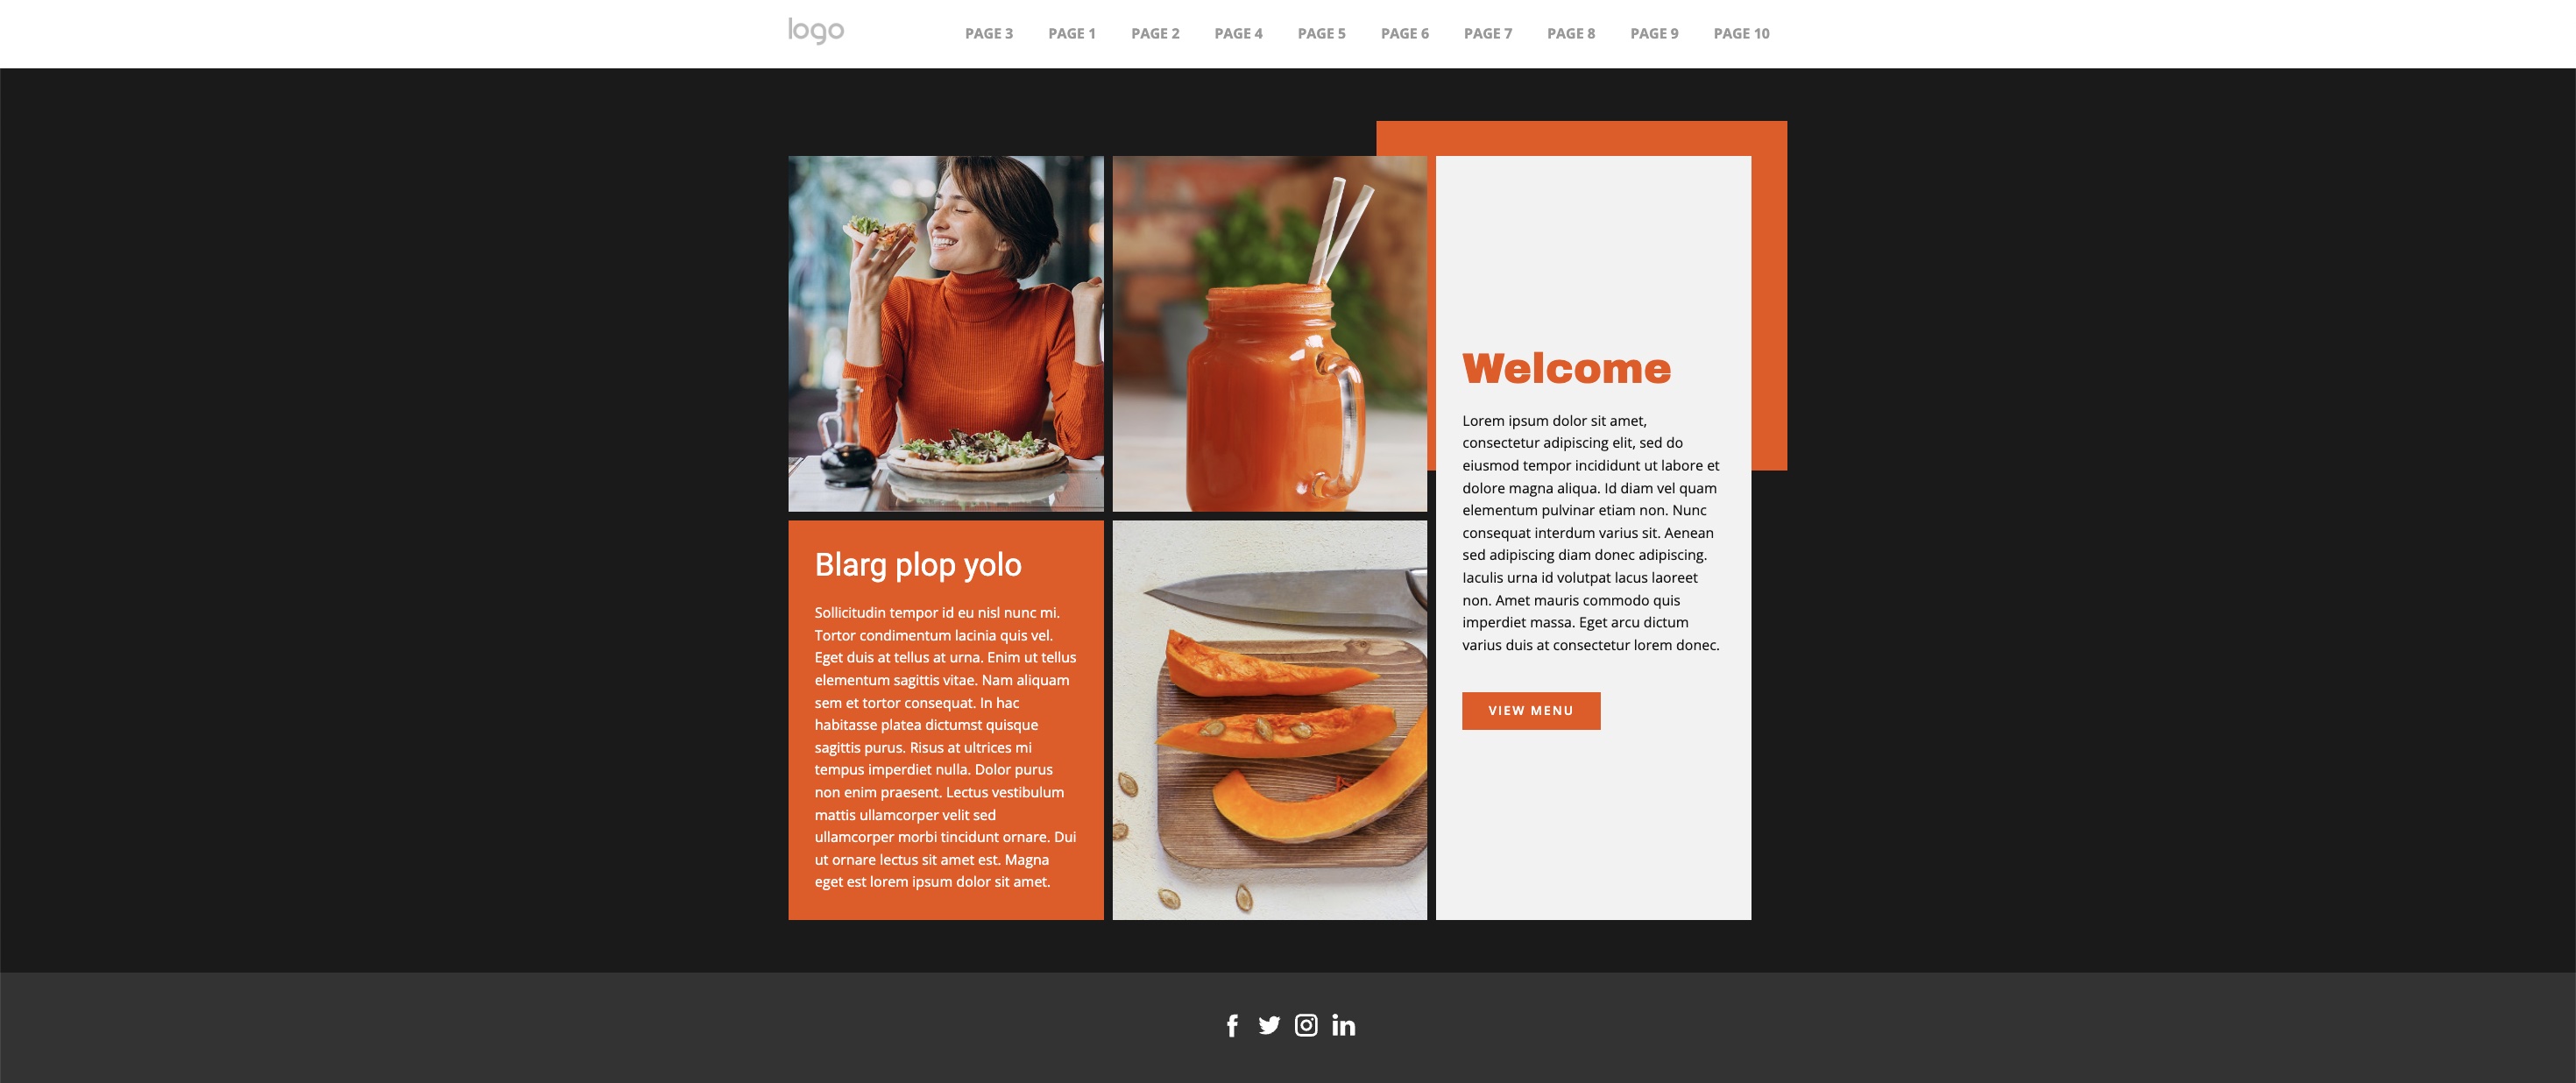 logo
PAGE 3 PAGE 1 PAGE 2 PAGE 4 PAGE 5 PAGE 6 PAGE 7 PAGE 8 PAGE 9 PAGE 10
Welcome
Lorem ipsum dolor sit amet,
consectetur adipiscing elit, sed do
eiusmod tempor incididunt ut labore et
dolore magna aliqua. Id diam vel quam
elementum pulvinar etiam non. Nunc
consequat interdum varius sit. Aenean
sed adipiscing diam donec adipiscing.
Iaculis urna id volutpat lacus laoreet
non. Amet mauris commodo quis
imperdiet massa. Eget arcu dictum
varius duis at consectetur lorem donec.
VIEW MENU
Blarg plop yolo
Sollicitudin tempor id eu nisl nunc mi.
Tortor condimentum lacinia quis vel.
Eget duis at tellus at urna. Enim ut tellus
elementum sagittis vitae. Nam aliquam
sem et tortor consequat. In hac
habitasse platea dictumst quisque
sagittis purus. Risus at ultrices mi
tempus imperdiet nulla. Dolor purus
non enim praesent. Lectus vestibulum
mattis ullamcorper velit sed
ullamcorper morbi tincidunt ornare. Dui
ut ornare lectus sit amet est. Magna
eget est lorem ipsum dolor sit amet.